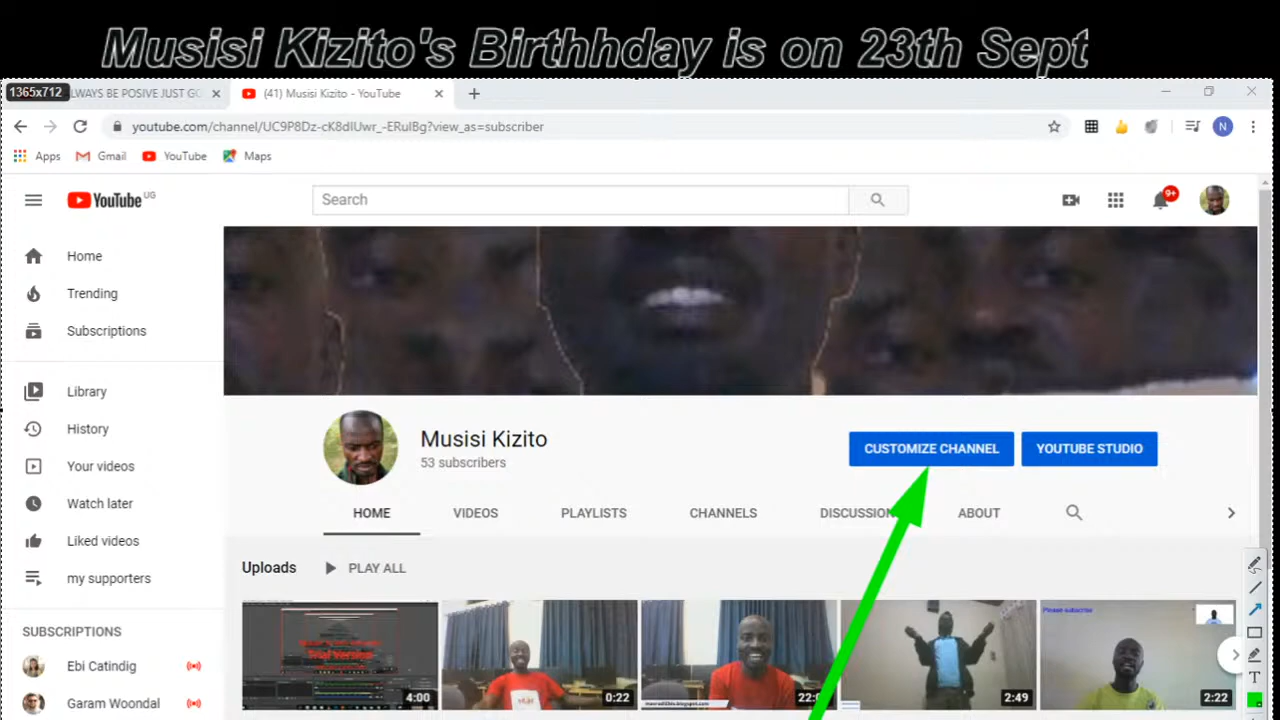 Musisi Kizito's Birthhday is on 23th Sept
1365x712
LWAYS BE POSIVE JUST GO
(41) Musisi Kizito - YouTube
youtube.com/channel/UC9P8Dz-cK8dlUwr_-ERulBg?view_as=subscriber
N
Apps
Gmail
YouTube
Maps
YouTube UG
Search
9+
Home
Trending
Subscriptions
Library
History
Your videos
Watch later
Liked videos
my supporters
SUBSCRIPTIONS
Ebi Catindig
Garam Woondal
Musisi Kizito
53 subscribers
CUSTOMIZE CHANNEL
YOUTUBE STUDIO
HOME
VIDEOS
PLAYLISTS
CHANNELS
DISCUSSION
ABOUT
Uploads
PLAY ALL
Trial Version
4:00
0:22
22:0
2:49
Please subscribe
2:22
T